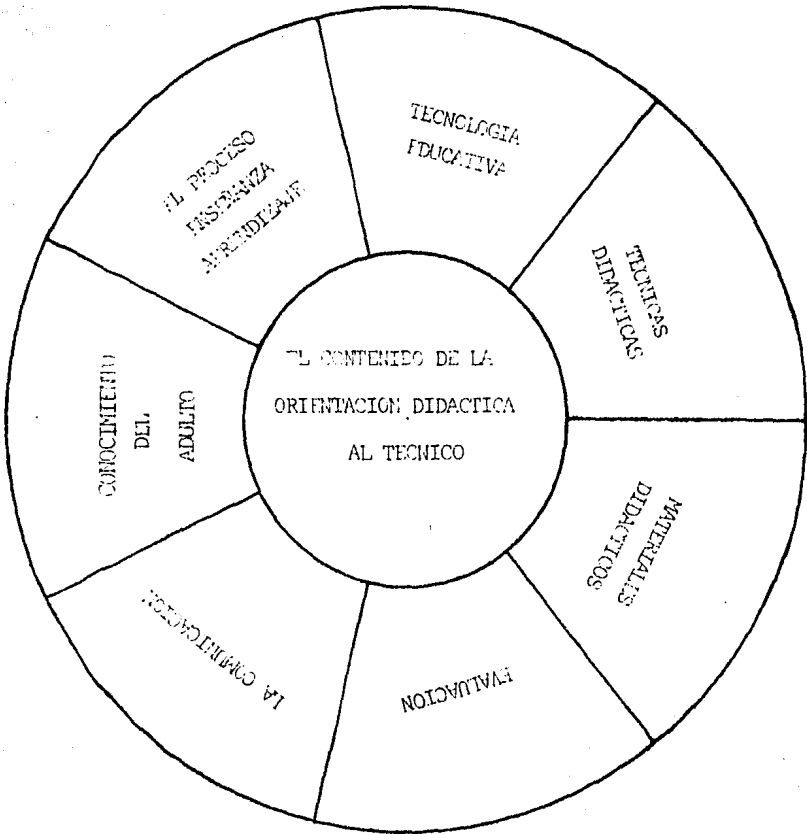 TECNOLOGIA
EDUCATIVA
TECNICAS
DIDACTICAS
MATERIALES
DIDACTICOS
EVALUACION
LA COMUNICACION
CONOCIMIENTO
DEL
ADULTO
EL PROCESO
ENSEÑANZA
APRENDIZAJE
EL CONTENIDO DE LA
ORIENTACION DIDACTICA
AL TECNICO